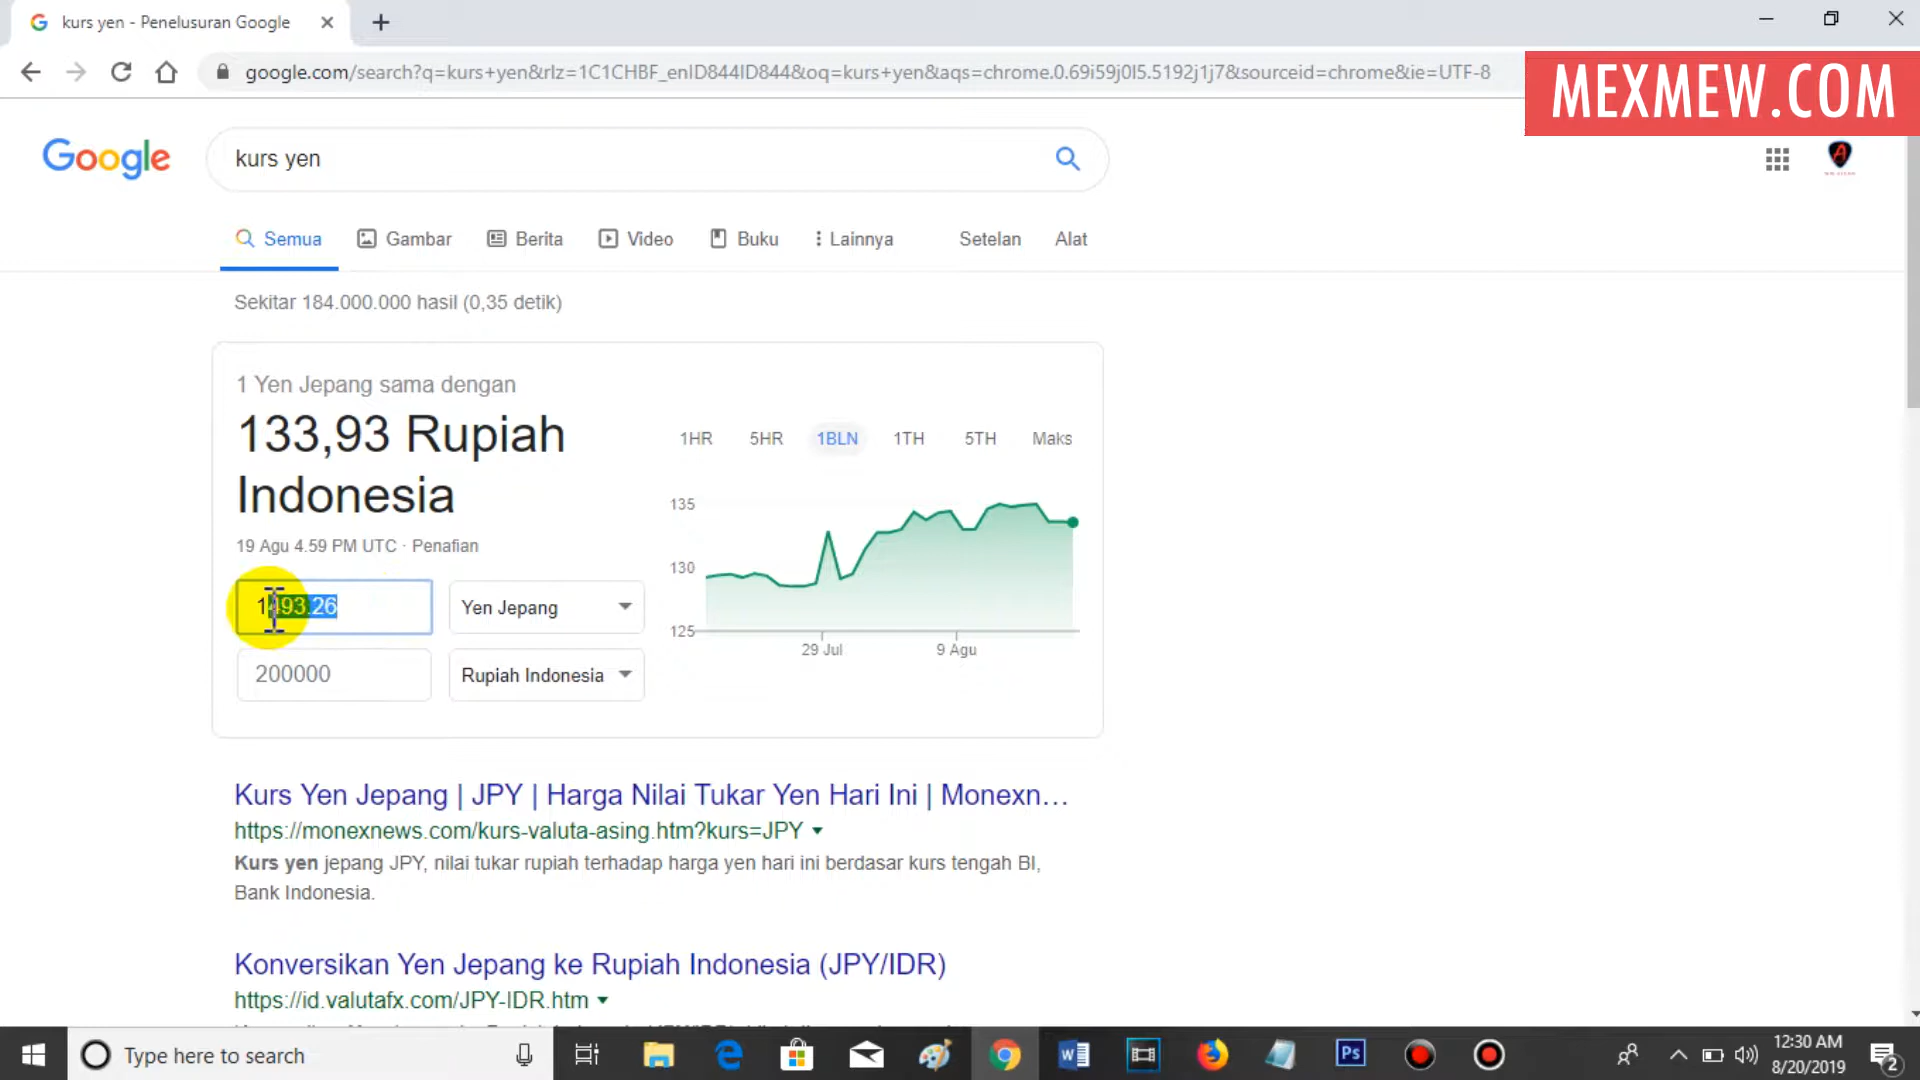 kurs yen - Penelusuran Google
google.com/search?q=kurs+yen&rlz=1C1CHBF_enID844ID844&oq=kurs+yen&aqs=chrome.0.69i59j0l5.5192j1j7&sourceid=chrome&ie=UTF-8
MEXMEW.COM
Google
kurs yen
Semua Gambar Berita Video Buku Lainnya Setelan Alat
Sekitar 184.000.000 hasil (0,35 detik)
1 Yen Jepang sama dengan
133,93 Rupiah
Indonesia
19 Agu 4.59 PM UTC · Penafian
1493.26 Yen Jepang
200000 Rupiah Indonesia
1HR 5HR 1BLN 1TH 5TH Maks
135
130
125
29 Jul 9 Agu
Kurs Yen Jepang | JPY | Harga Nilai Tukar Yen Hari Ini | Monexn...
https://monexnews.com/kurs-valuta-asing.htm?kurs=JPY
Kurs yen jepang JPY, nilai tukar rupiah terhadap harga yen hari ini berdasar kurs tengah BI,
Bank Indonesia.
Konversikan Yen Jepang ke Rupiah Indonesia (JPY/IDR)
https://id.valutafx.com/JPY-IDR.htm
Type here to search
Ps
12:30 AM
8/20/2019
2